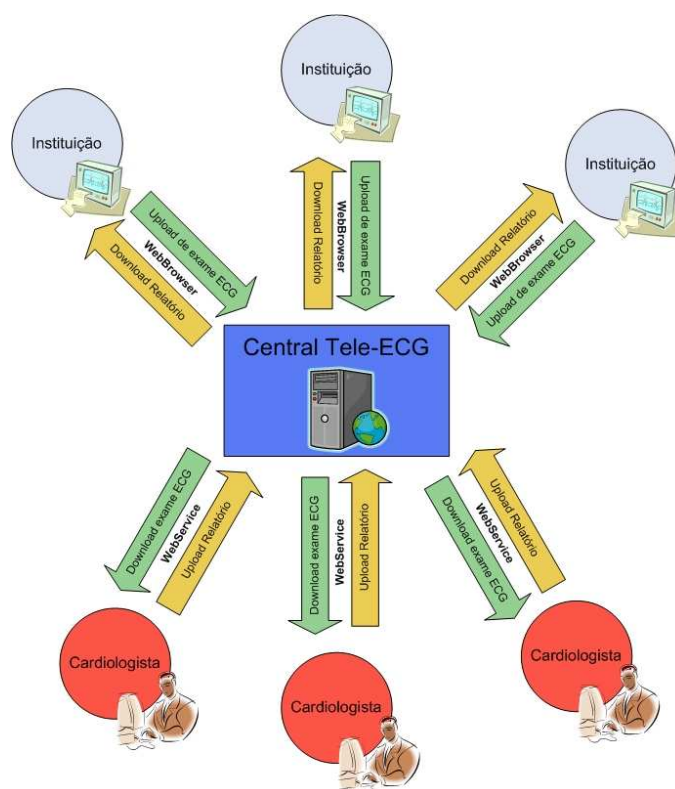 Instituição
Instituição
Instituição
Upload de exame ECG
WebBrowser
Download Relatório
Download Relatório
WebBrowser
Upload de exame ECG
Download Relatório
WebBrowser
Upload de exame ECG
Central Tele-ECG
Download exame ECG
WebService
Upload Relatório
Download exame ECG
WebService
Upload Relatório
Upload Relatório
WebService
Download exame ECG
Cardiologista
Cardiologista
Cardiologista